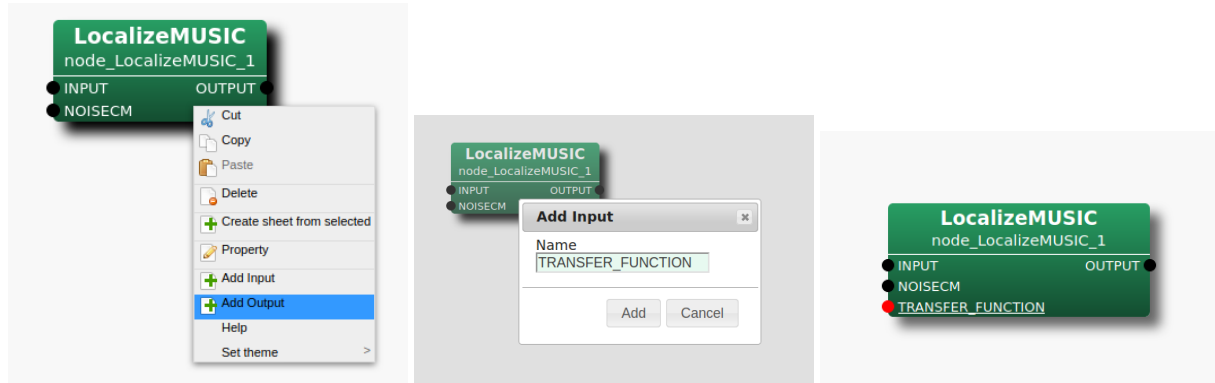 LocalizeMUSIC
node_LocalizeMUSIC_1
INPUT OUTPUT
NOISECM
Cut
Copy
Paste
Delete
Create sheet from selected
Property
Add Input
Add Output
Help
Set theme >
LocalizeMUSIC
node_LocalizeMUSIC_1
INPUT OUTPUT
NOISECM
Add Input
Name
TRANSFER_FUNCTION
Add Cancel
LocalizeMUSIC
node_LocalizeMUSIC_1
INPUT OUTPUT
NOISECM
TRANSFER_FUNCTION